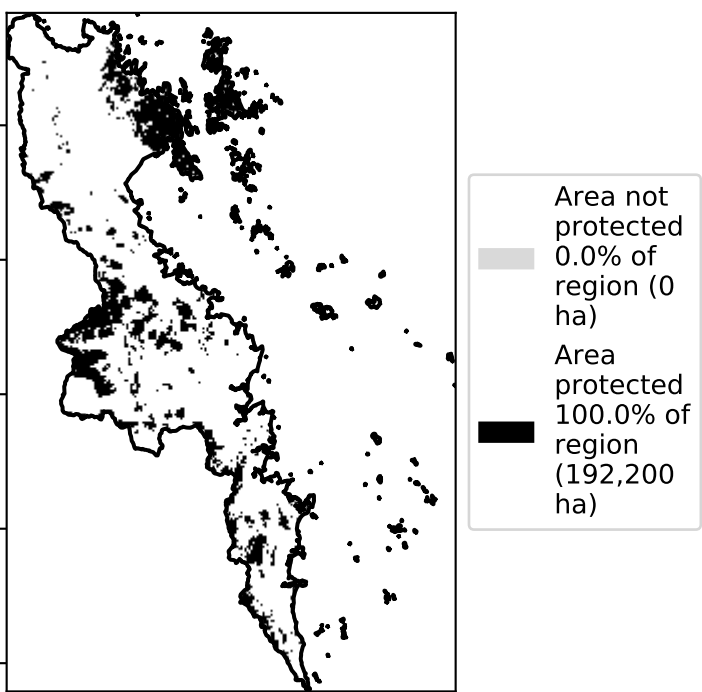 Area not
protected
0.0% of
region (0
ha)
Area
protected
100.0% of
region
(192,200
ha)